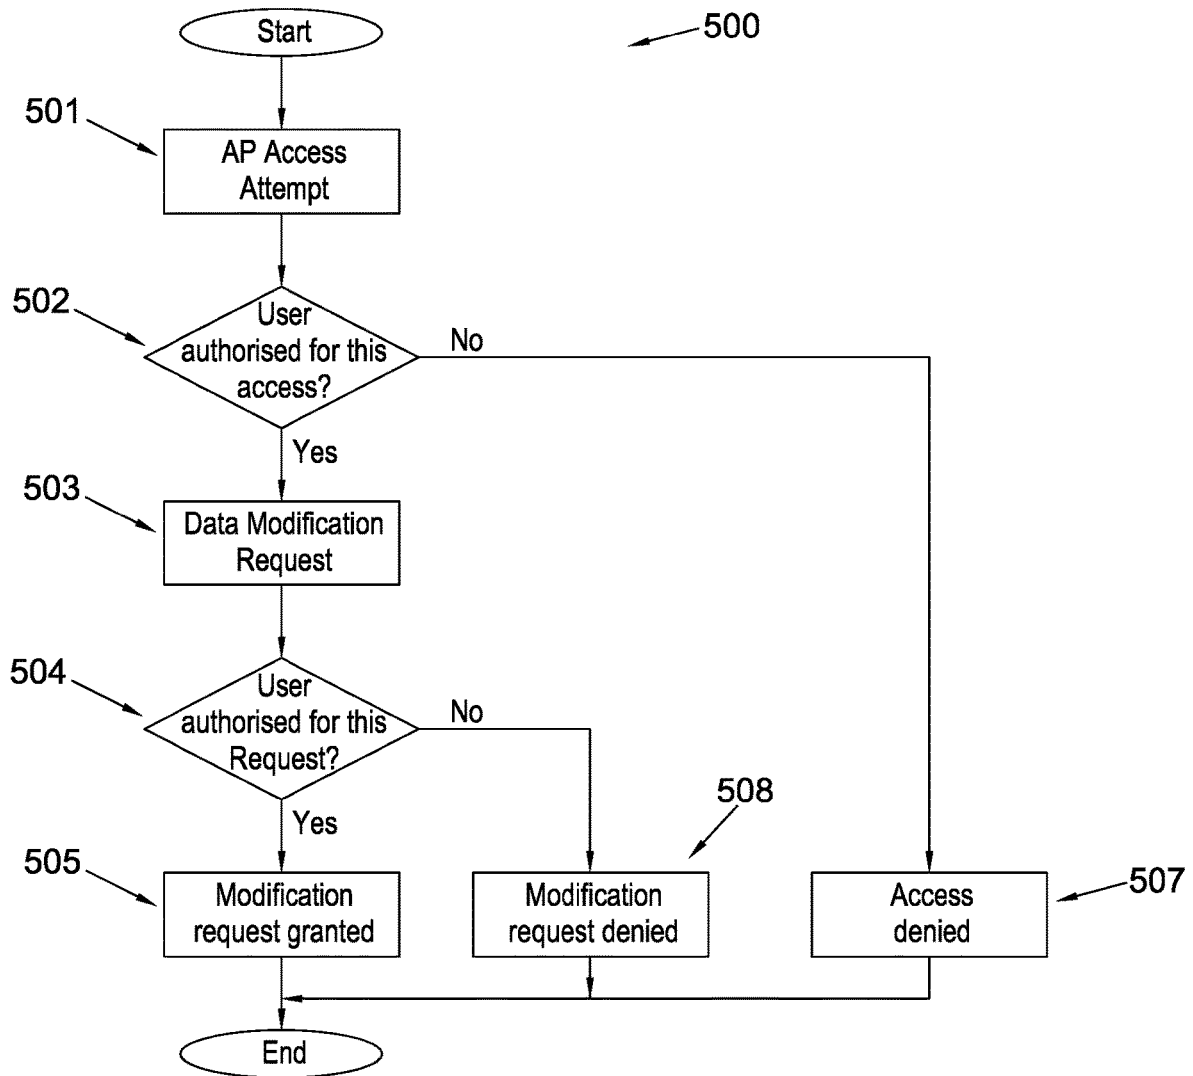 Start
500
501
AP Access
Attempt
502
User
authorised for this
access?
No
Yes
503
Data Modification
Request
504
User
authorised for this
Request?
No
Yes
508
505
Modification
request granted
Modification
request denied
Access
denied
507
End